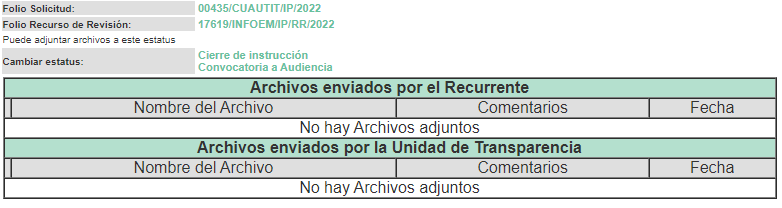 Folio Solicitud: 00435/CUAUTIT/IP/2022
Folio Recurso de Revisión: 17619/INFOEM/IP/RR/2022
Puede adjuntar archivos a este estatus
Cambiar estatus: Cierre de instrucción
Convocatoria a Audiencia
Archivos enviados por el Recurrente
Nombre del Archivo Comentarios Fecha
No hay Archivos adjuntos
Archivos enviados por la Unidad de Transparencia
Nombre del Archivo Comentarios Fecha
No hay Archivos adjuntos